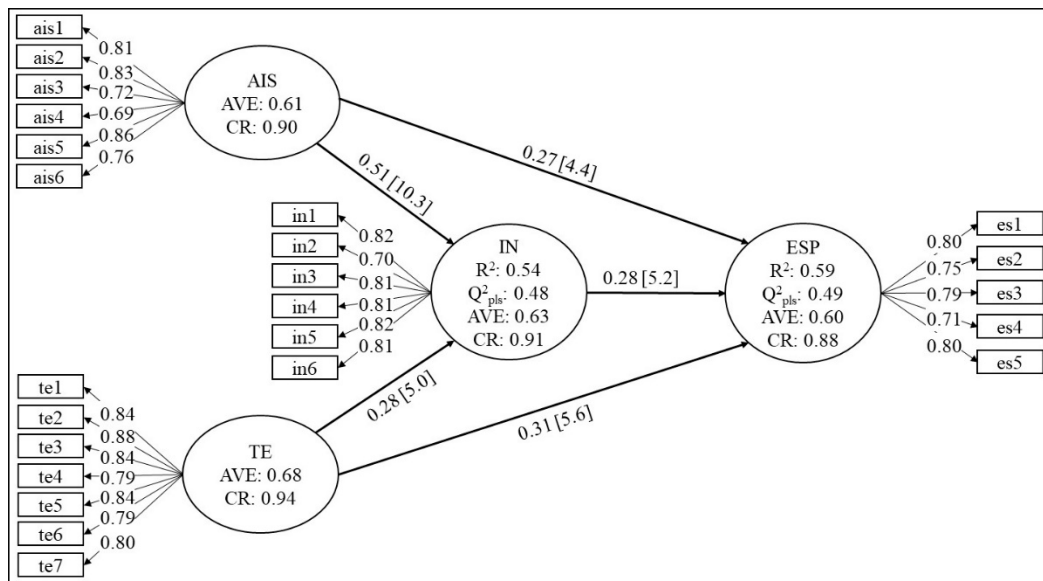 ais1
ais2
ais3
ais4
ais5
ais6
0.81
0.83
0.72
0.69
0.86
0.76
AIS
AVE: 0.61
CR: 0.90
0.51 [10.3]
0.27 [4.4]
in1
in2
in3
in4
in5
in6
0.82
0.70
0.81
0.81
0.82
0.81
IN
R²: 0.54
Q²pls: 0.48
AVE: 0.63
CR: 0.91
0.28 [5.2]
ESP
R²: 0.59
Q²pls: 0.49
AVE: 0.60
CR: 0.88
0.80
0.75
0.79
0.71
0.80
es1
es2
es3
es4
es5
te1
te2
te3
te4
te5
te6
te7
0.84
0.88
0.84
0.79
0.84
0.79
0.80
TE
AVE: 0.68
CR: 0.94
0.28 [5.0]
0.31 [5.6]